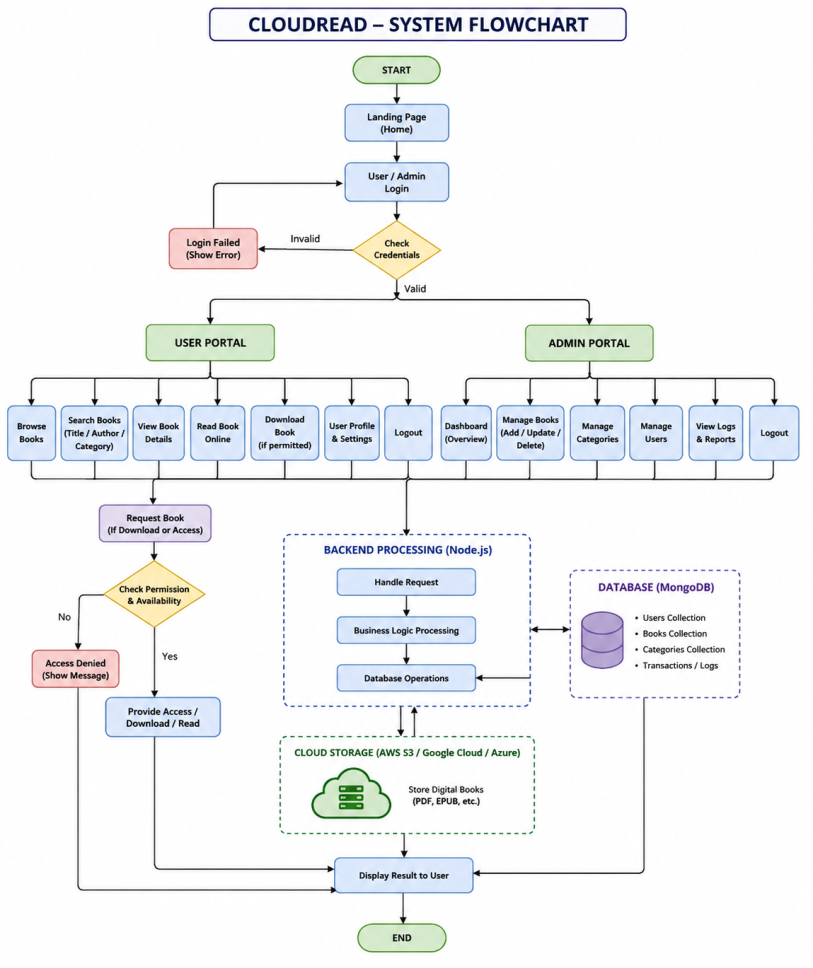 CLOUDREAD – SYSTEM FLOWCHART
START
Landing Page
(Home)
User / Admin
Login
Login Failed
(Show Error)
Invalid
Check
Credentials
Valid
USER PORTAL
ADMIN PORTAL
Browse
Books
Search Books
(Title / Author /
Category)
View Book
Details
Read Book
Online
Download
Book
(if permitted)
User Profile
& Settings
Logout
Dashboard
(Overview)
Manage Books
(Add / Update /
Delete)
Manage
Categories
Manage
Users
View Logs
& Reports
Logout
Request Book
(If Download or Access)
Check Permission
& Availability
No
Yes
Access Denied
(Show Message)
Provide Access /
Download / Read
BACKEND PROCESSING (Node.js)
Handle Request
Business Logic Processing
Database Operations
DATABASE (MongoDB)
• Users Collection
• Books Collection
• Categories Collection
• Transactions / Logs
CLOUD STORAGE (AWS S3 / Google Cloud / Azure)
Store Digital Books
(PDF, EPUB, etc.)
Display Result to User
END